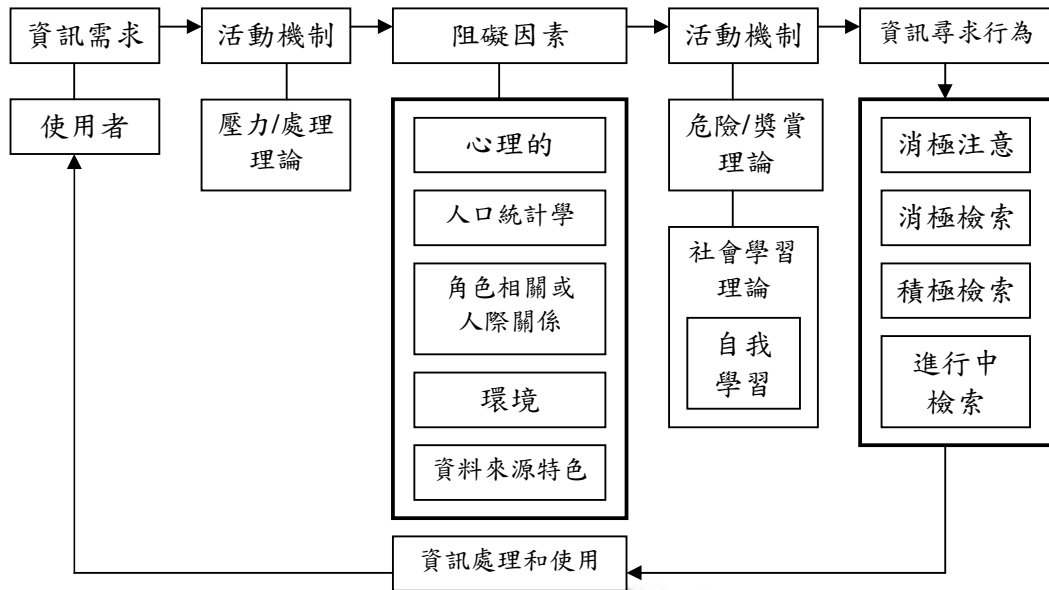 資訊需求
活動機制
阻礙因素
活動機制
資訊尋求行為
使用者
壓力/處理
理論
心理的
人口統計學
角色相關或
人際關係
環境
資料來源特色
危險/獎賞
理論
社會學習
理論
自我
學習
消極注意
消極檢索
積極檢索
進行中
檢索
資訊處理和使用